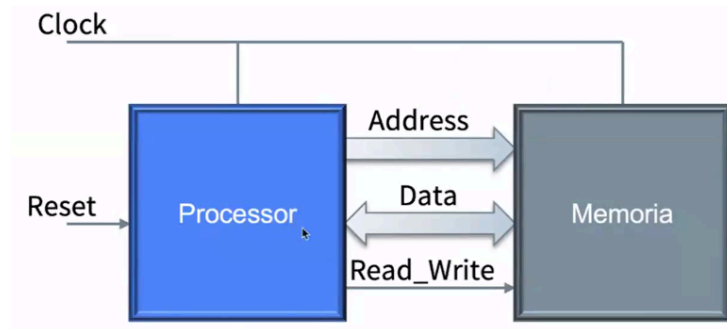 Clock
Address
Reset
Processor
Data
Memoria
Read_Write